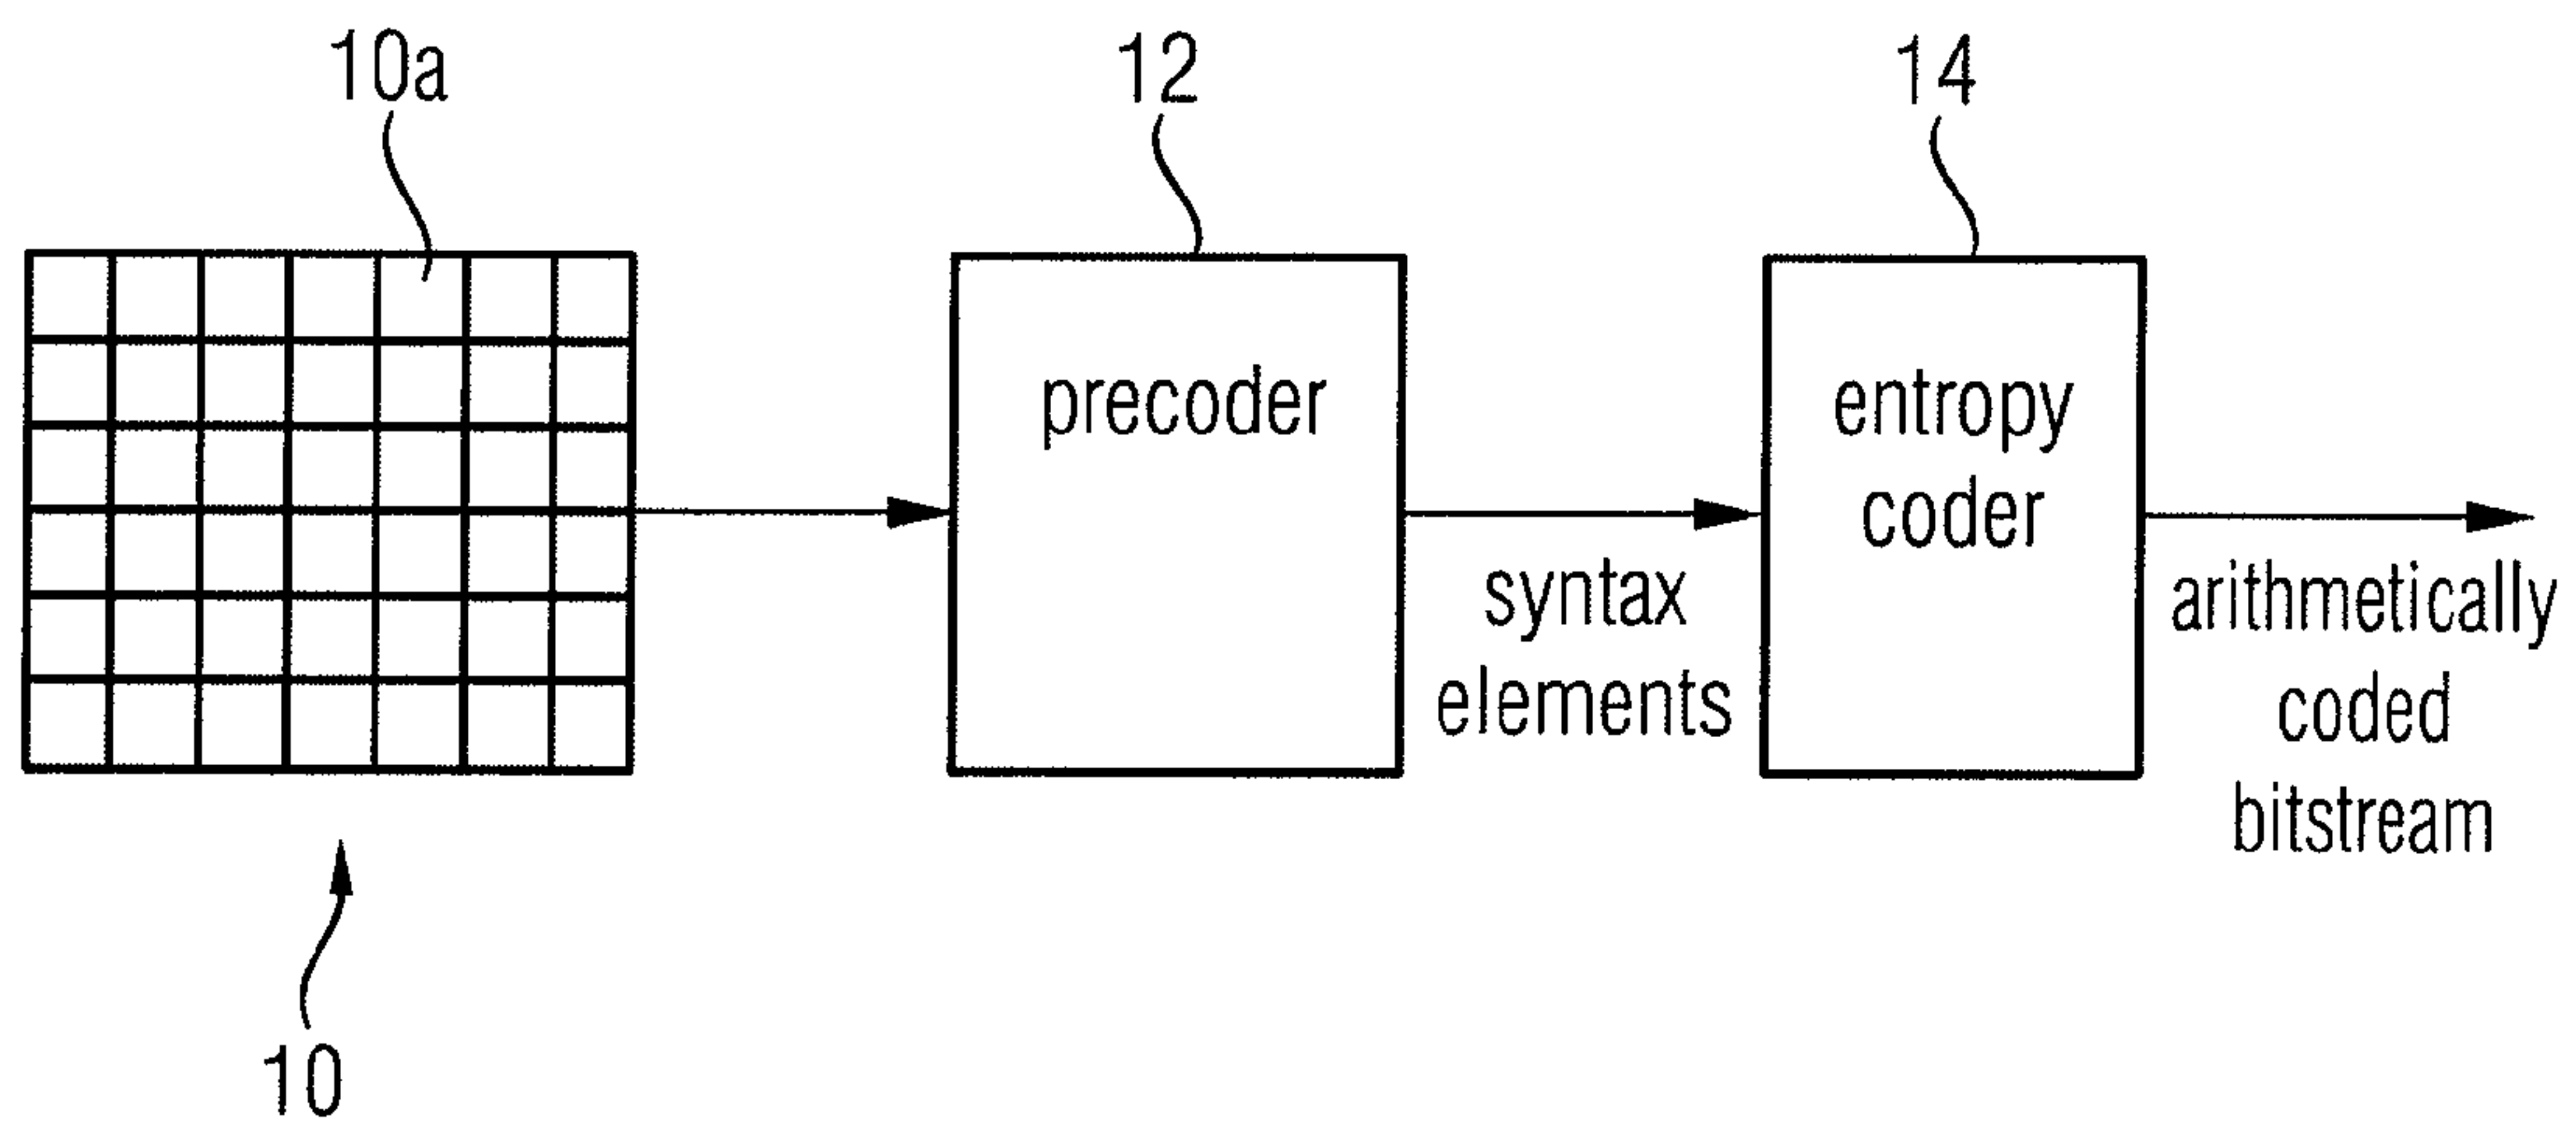 10a
12
14
precoder
entropy
coder
syntax
elements
arithmetically
coded
bitstream
10